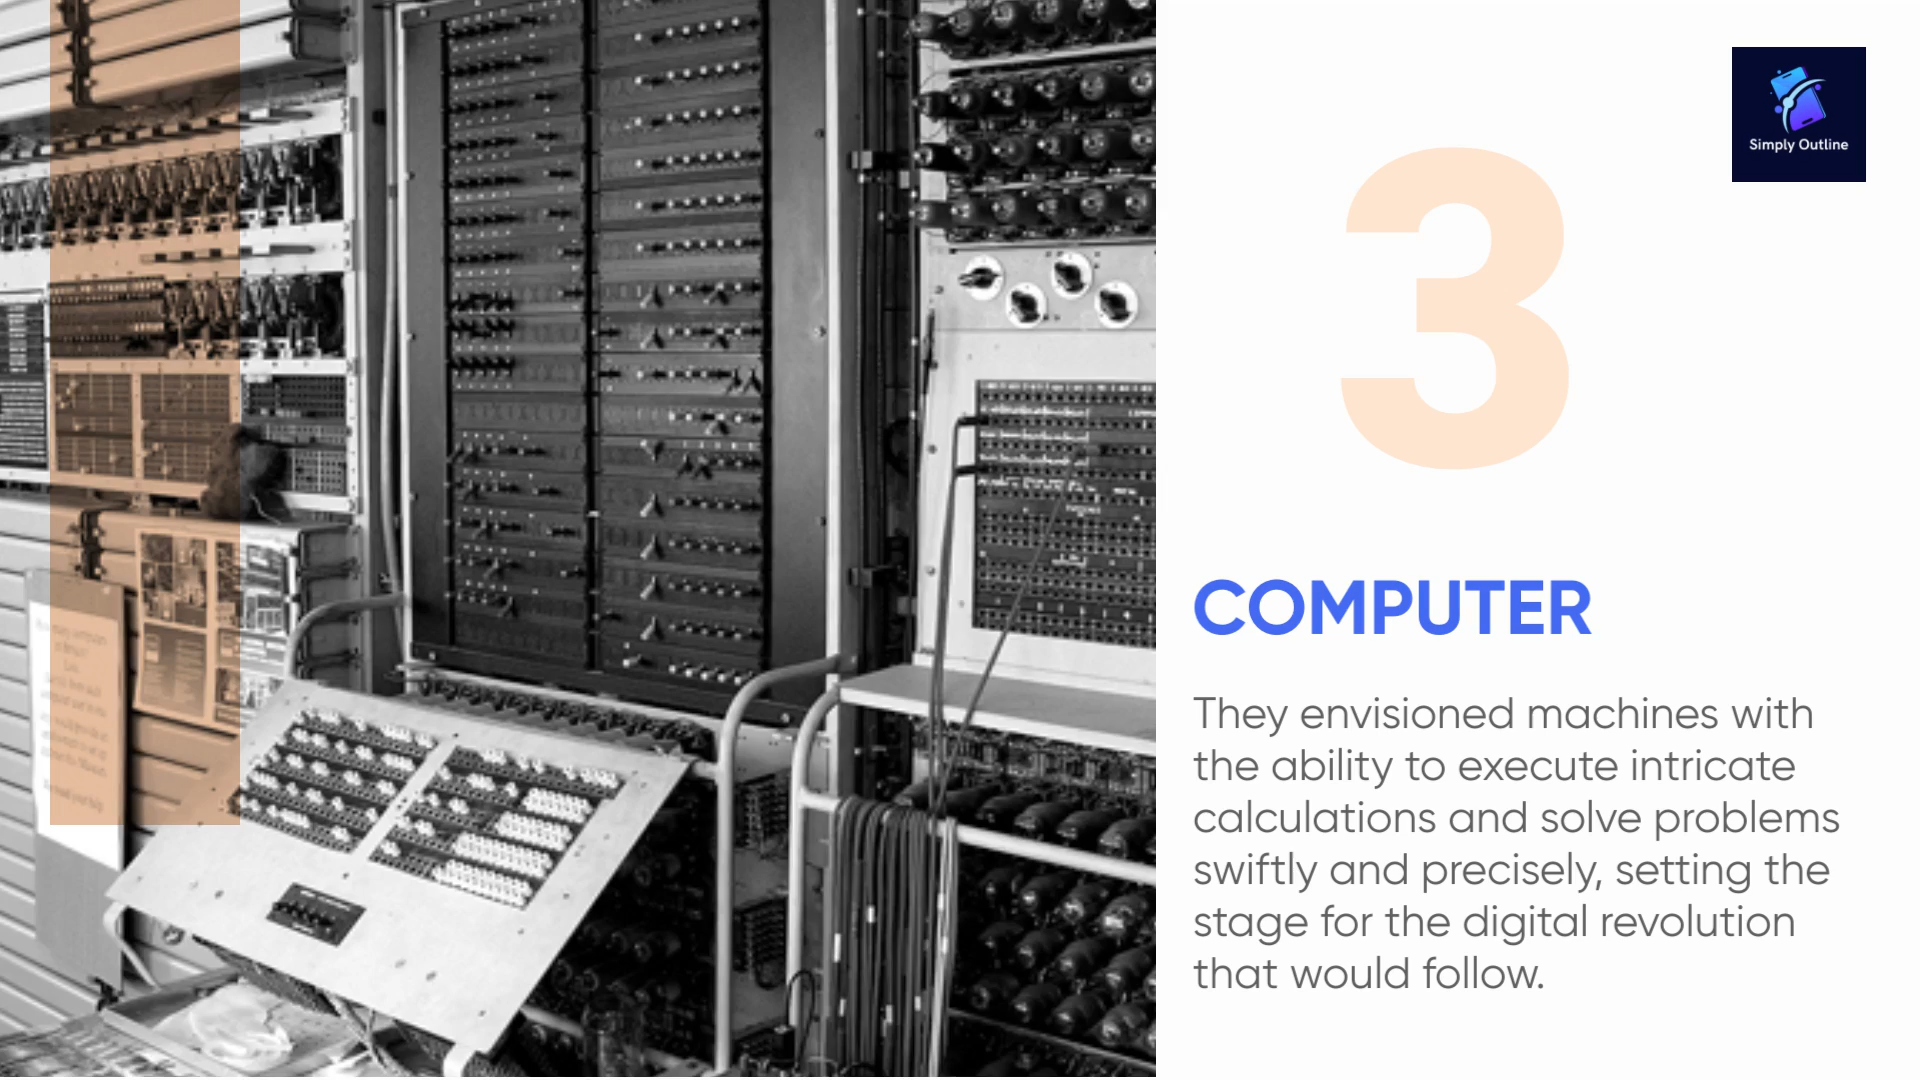 Simply Outline
3
COMPUTER
They envisioned machines with
the ability to execute intricate
calculations and solve problems
swiftly and precisely, setting the
stage for the digital revolution
that would follow.